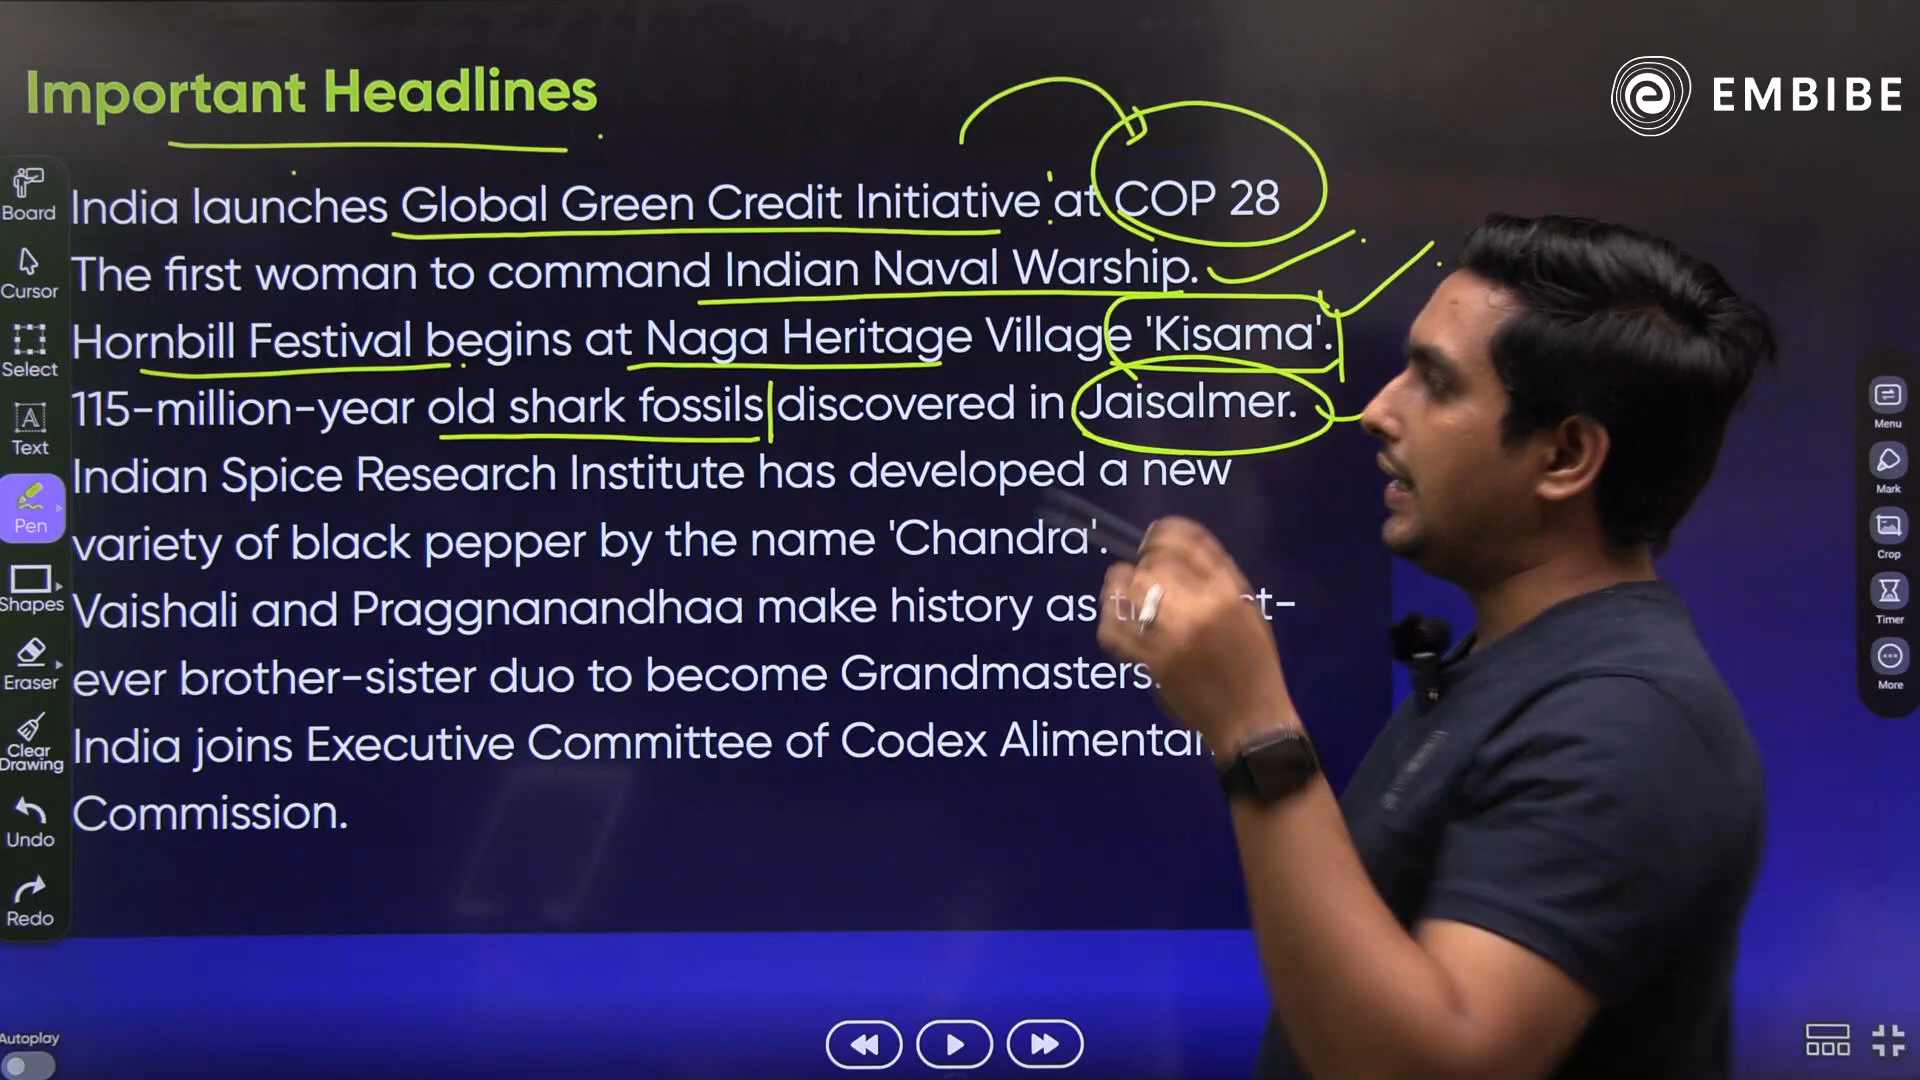 Important Headlines
EMBIBE
India launches Global Green Credit Initiative at COP 28
The first woman to command Indian Naval Warship.
Hornbill Festival begins at Naga Heritage Village 'Kisama'.
115-million-year old shark fossils discovered in Jaisalmer.
Indian Spice Research Institute has developed a new
variety of black pepper by the name 'Chandra'.
Vaishali and Praggnanandhaa make history as
ever brother-sister duo to become Grandmasters.
India joins Executive Committee of Codex
Commission.
Board
Cursor
Select
Text
Pen
Shapes
Eraser
Clear
Drawing
Undo
Redo
Autoplay
Menu
Mark
Crop
Timer
More